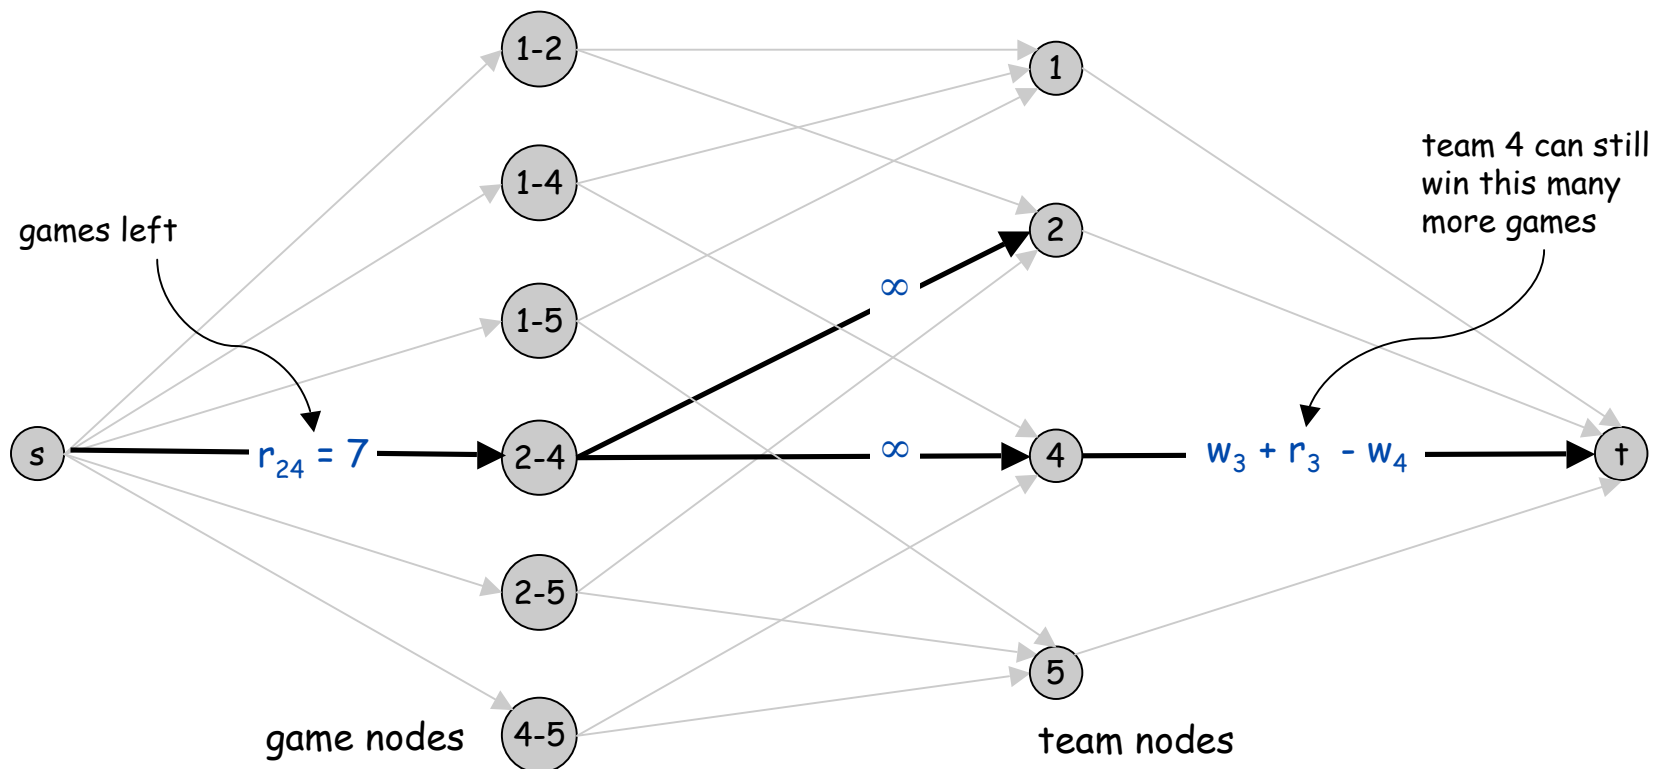 1-2
1
team 4 can still
win this many
more games
1-4
games left
2
∞
1-5
s
r24 = 7
2-4
∞
4
w3 + r3 - w4
t
2-5
5
game nodes
4-5
team nodes